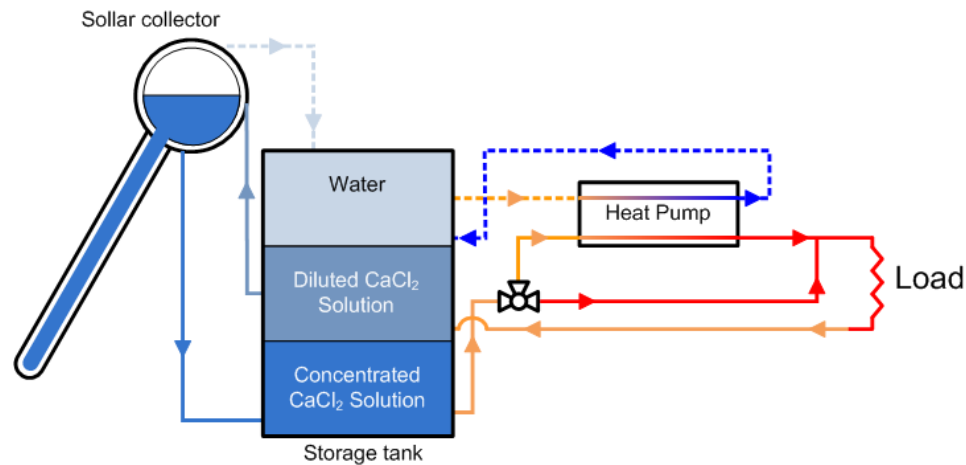 Sollar collector
Water
Heat Pump
Diluted CaCl₂
Solution
Load
Concentrated
CaCl₂ Solution
Storage tank